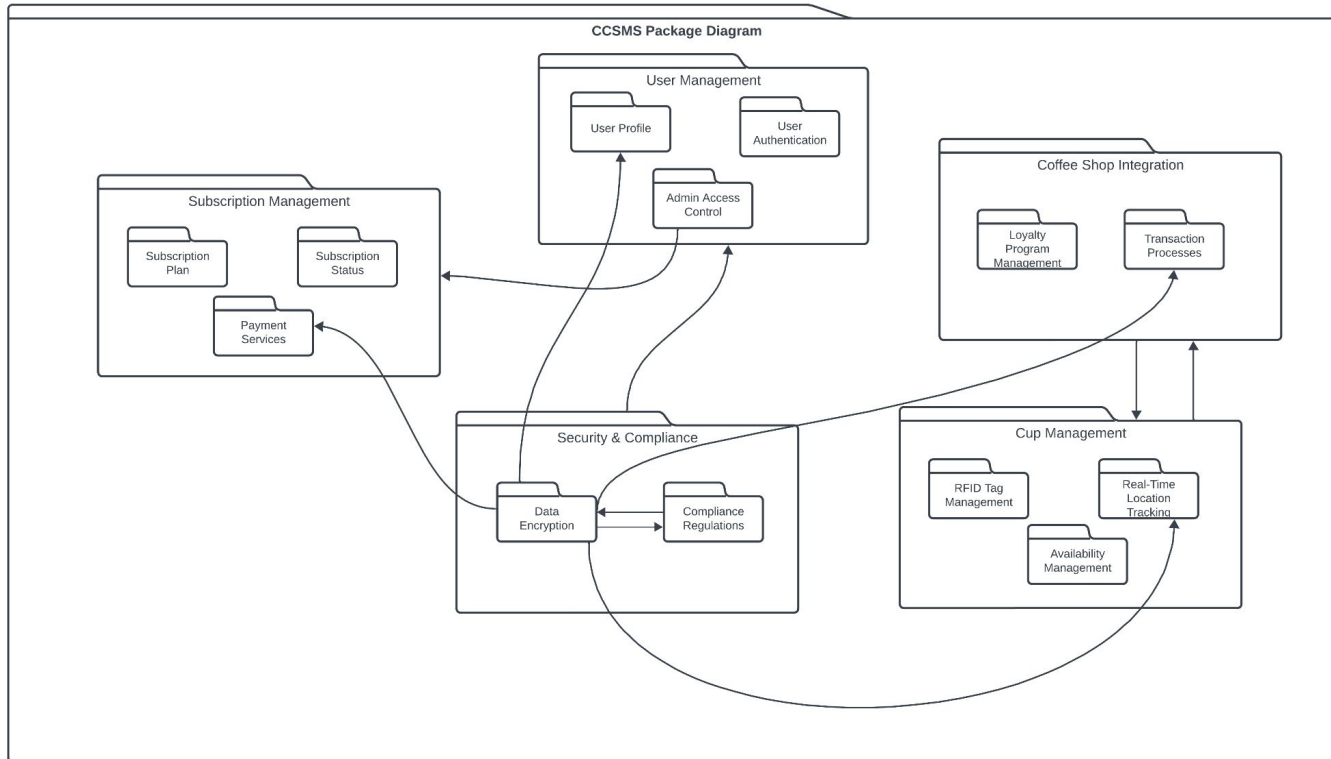 CCSMS Package Diagram
User Management
User Profile
User
Authentication
Admin Access
Control
Coffee Shop Integration
Loyalty
Program
Management
Transaction
Processes
Subscription Management
Subscription
Plan
Subscription
Status
Payment
Services
Security & Compliance
Data
Encryption
Compliance
Regulations
Cup Management
RFID Tag
Management
Real-Time
Location
Tracking
Availability
Management